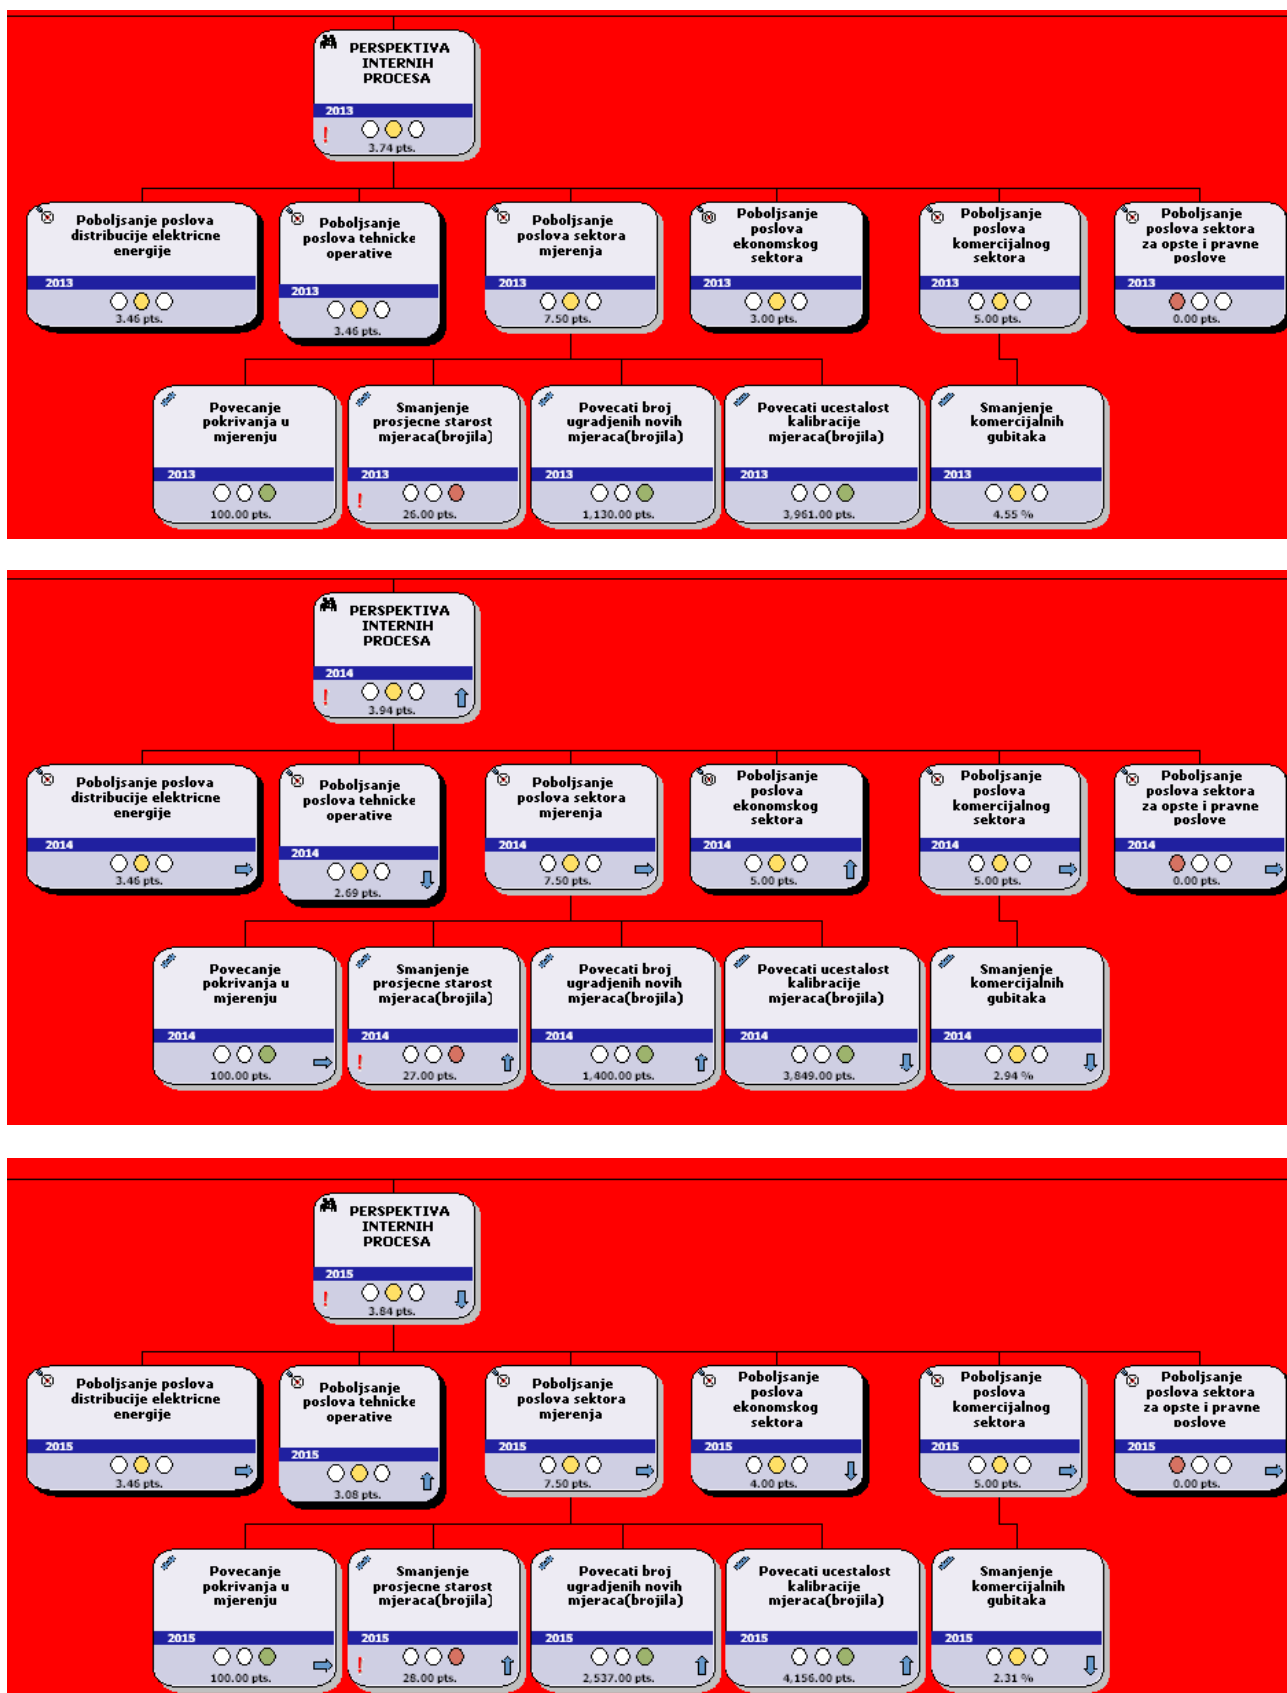 PERSPEKTIVA
INTERNIH
PROCESA
2013
!
3.74 pts.
Poboljsanje poslova
distribucije elektricne
energije
2013
3.46 pts.
Poboljsanje
poslova tehnicke
operative
2013
3.46 pts.
Poboljsanje
poslova sektora
mjerenja
2013
7.50 pts.
Poboljsanje
poslova
ekonomskog
sektora
2013
3.00 pts.
Poboljsanje
poslova
komercijalnog
sektora
2013
5.00 pts.
Poboljsanje
poslova sektora
za opste i pravne
poslove
2013
0.00 pts.
Povecanje
pokrivanja u
mjerenju
2013
100.00 pts.
Smanjenje
prosjecne starost
mjeraca(brojila)
2013
!
26.00 pts.
Povecati broj
ugradjenih novih
mjeraca(brojila)
2013
1,130.00 pts.
Povecati ucestalost
kalibracije
mjeraca(brojila)
2013
3,961.00 pts.
Smanjenje
komercijalnih
gubitaka
2013
4.55 %
PERSPEKTIVA
INTERNIH
PROCESA
2014
!
3.94 pts.
Poboljsanje poslova
distribucije elektricne
energije
2014
3.46 pts.
Poboljsanje
poslova tehnicke
operative
2014
2.69 pts.
Poboljsanje
poslova sektora
mjerenja
2014
7.50 pts.
Poboljsanje
poslova
ekonomskog
sektora
2014
5.00 pts.
Poboljsanje
poslova
komercijalnog
sektora
2014
5.00 pts.
Poboljsanje
poslova sektora
za opste i pravne
poslove
2014
0.00 pts.
Povecanje
pokrivanja u
mjerenju
2014
100.00 pts.
Smanjenje
prosjecne starost
mjeraca(brojila)
2014
!
27.00 pts.
Povecati broj
ugradjenih novih
mjeraca(brojila)
2014
1,400.00 pts.
Povecati ucestalost
kalibracije
mjeraca(brojila)
2014
3,849.00 pts.
Smanjenje
komercijalnih
gubitaka
2014
2.94 %
PERSPEKTIVA
INTERNIH
PROCESA
2015
!
3.84 pts.
Poboljsanje poslova
distribucije elektricne
energije
2015
3.46 pts.
Poboljsanje
poslova tehnicke
operative
2015
3.08 pts.
Poboljsanje
poslova sektora
mjerenja
2015
7.50 pts.
Poboljsanje
poslova
ekonomskog
sektora
2015
4.00 pts.
Poboljsanje
poslova
komercijalnog
sektora
2015
5.00 pts.
Poboljsanje
poslova sektora
za opste i pravne
poslove
2015
0.00 pts.
Povecanje
pokrivanja u
mjerenju
2015
100.00 pts.
Smanjenje
prosjecne starost
mjeraca(brojila)
2015
!
28.00 pts.
Povecati broj
ugradjenih novih
mjeraca(brojila)
2015
2,537.00 pts.
Povecati ucestalost
kalibracije
mjeraca(brojila)
2015
4,156.00 pts.
Smanjenje
komercijalnih
gubitaka
2015
2.31 %